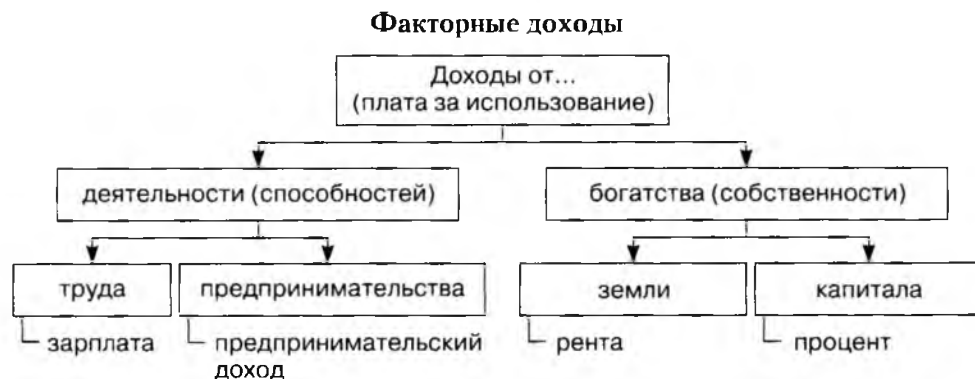 Факторные доходы
Доходы от...
(плата за использование)
деятельности (способностей)
богатства (собственности)
труда
предпринимательства
земли
капитала
зарплата
предпринимательский
доход
рента
процент